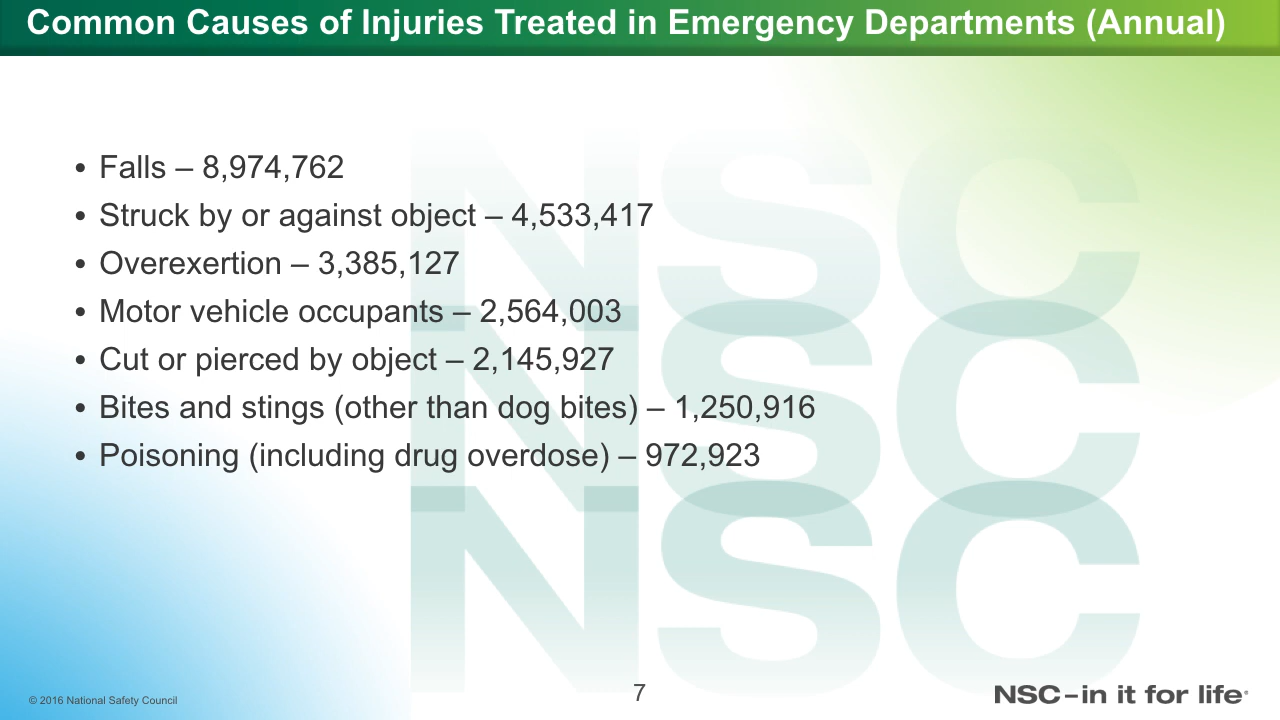 Common Causes of Injuries Treated in Emergency Departments (Annual)
• Falls – 8,974,762
• Struck by or against object – 4,533,417
• Overexertion – 3,385,127
• Motor vehicle occupants – 2,564,003
• Cut or pierced by object – 2,145,927
• Bites and stings (other than dog bites) – 1,250,916
• Poisoning (including drug overdose) – 972,923
NSC
NSC
NSC
© 2016 National Safety Council
7
NSC–in it for life®